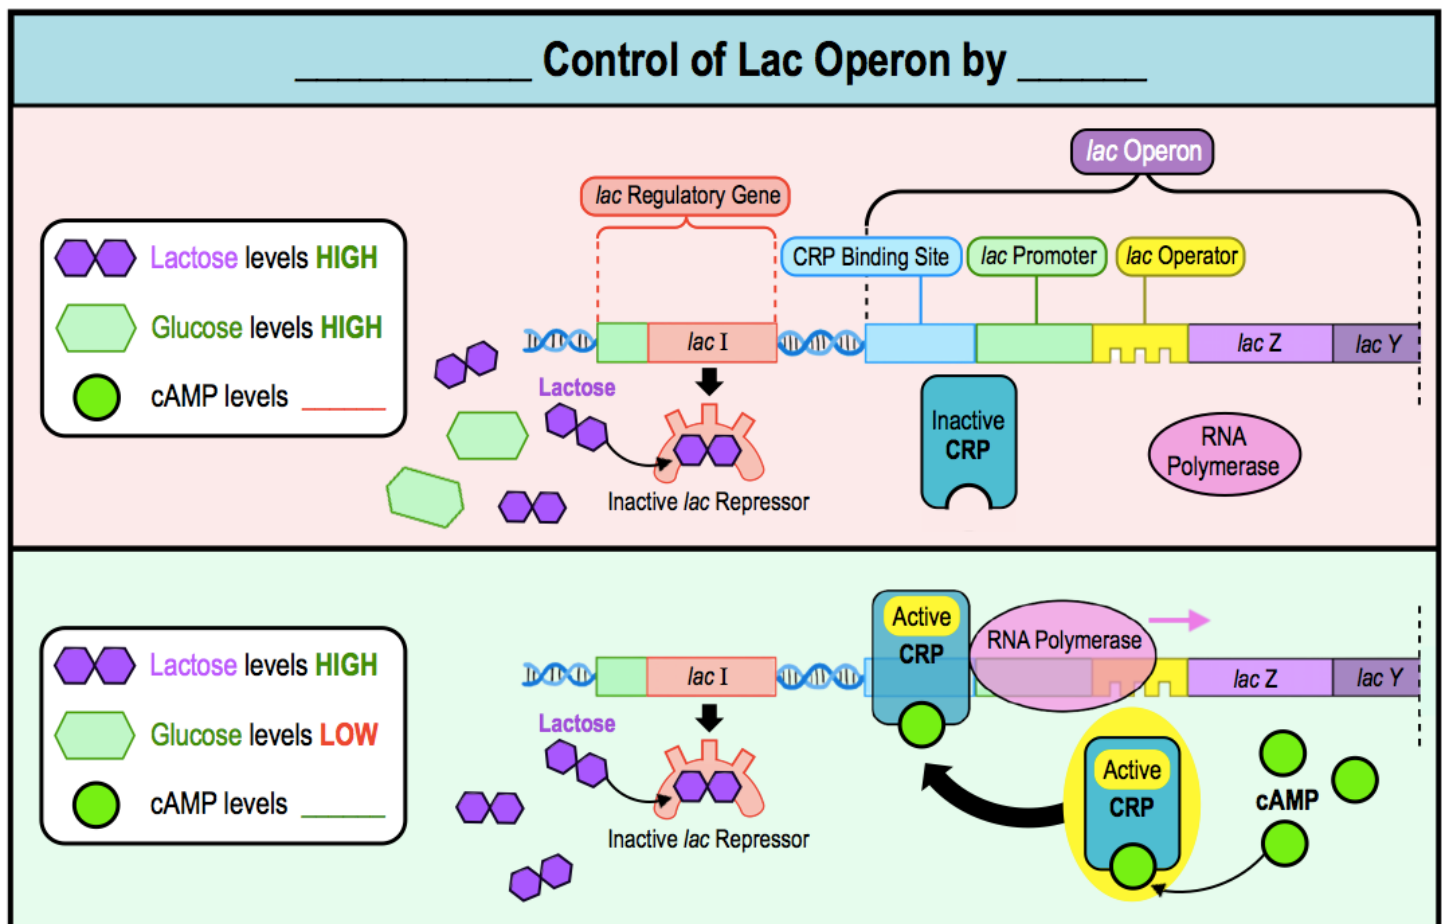 ___________ Control of Lac Operon by ______
lac Operon
lac Regulatory Gene
CRP Binding Site
lac Promoter
lac Operator
Lactose levels HIGH
Glucose levels HIGH
cAMP levels ______
lac I
lac Z
lac Y
Lactose
Inactive lac Repressor
Inactive
CRP
RNA
Polymerase
Lactose levels HIGH
Glucose levels LOW
cAMP levels ______
lac I
Active
CRP
RNA Polymerase
lac Z
lac Y
Lactose
Inactive lac Repressor
Active
CRP
cAMP